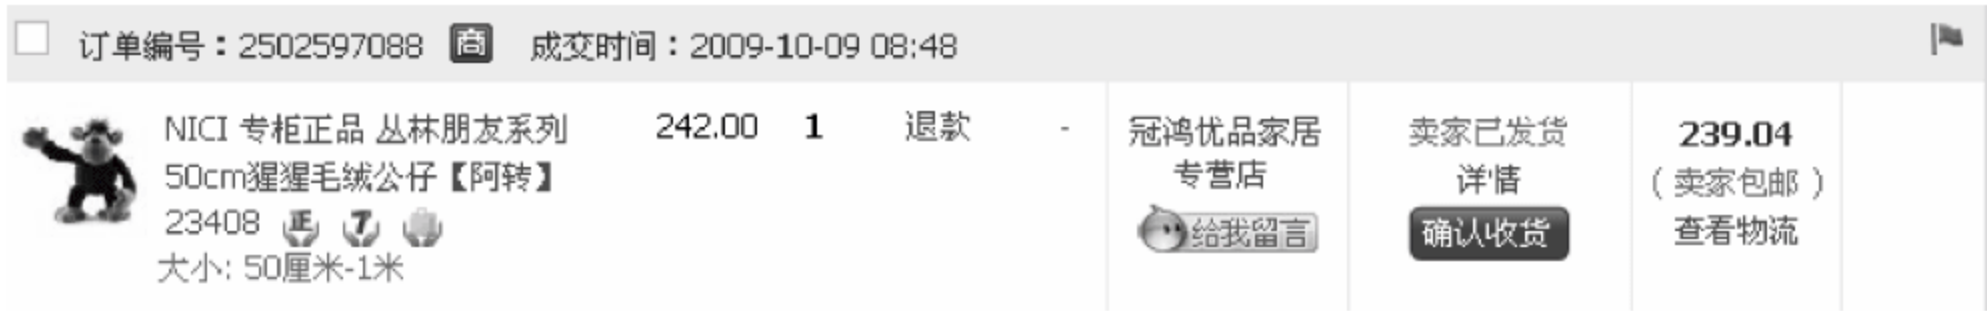 订单编号：2502597088 商 成交时间：2009-10-09 08:48
NICI 专柜正品 丛林朋友系列
50cm猩猩毛绒公仔【阿转】
23408 正 7
大小: 50厘米-1米
242.00
1
退款
-
冠鸿优品家居
专营店
给我留言
卖家已发货
详情
确认收货
239.04
( 卖家包邮 )
查看物流